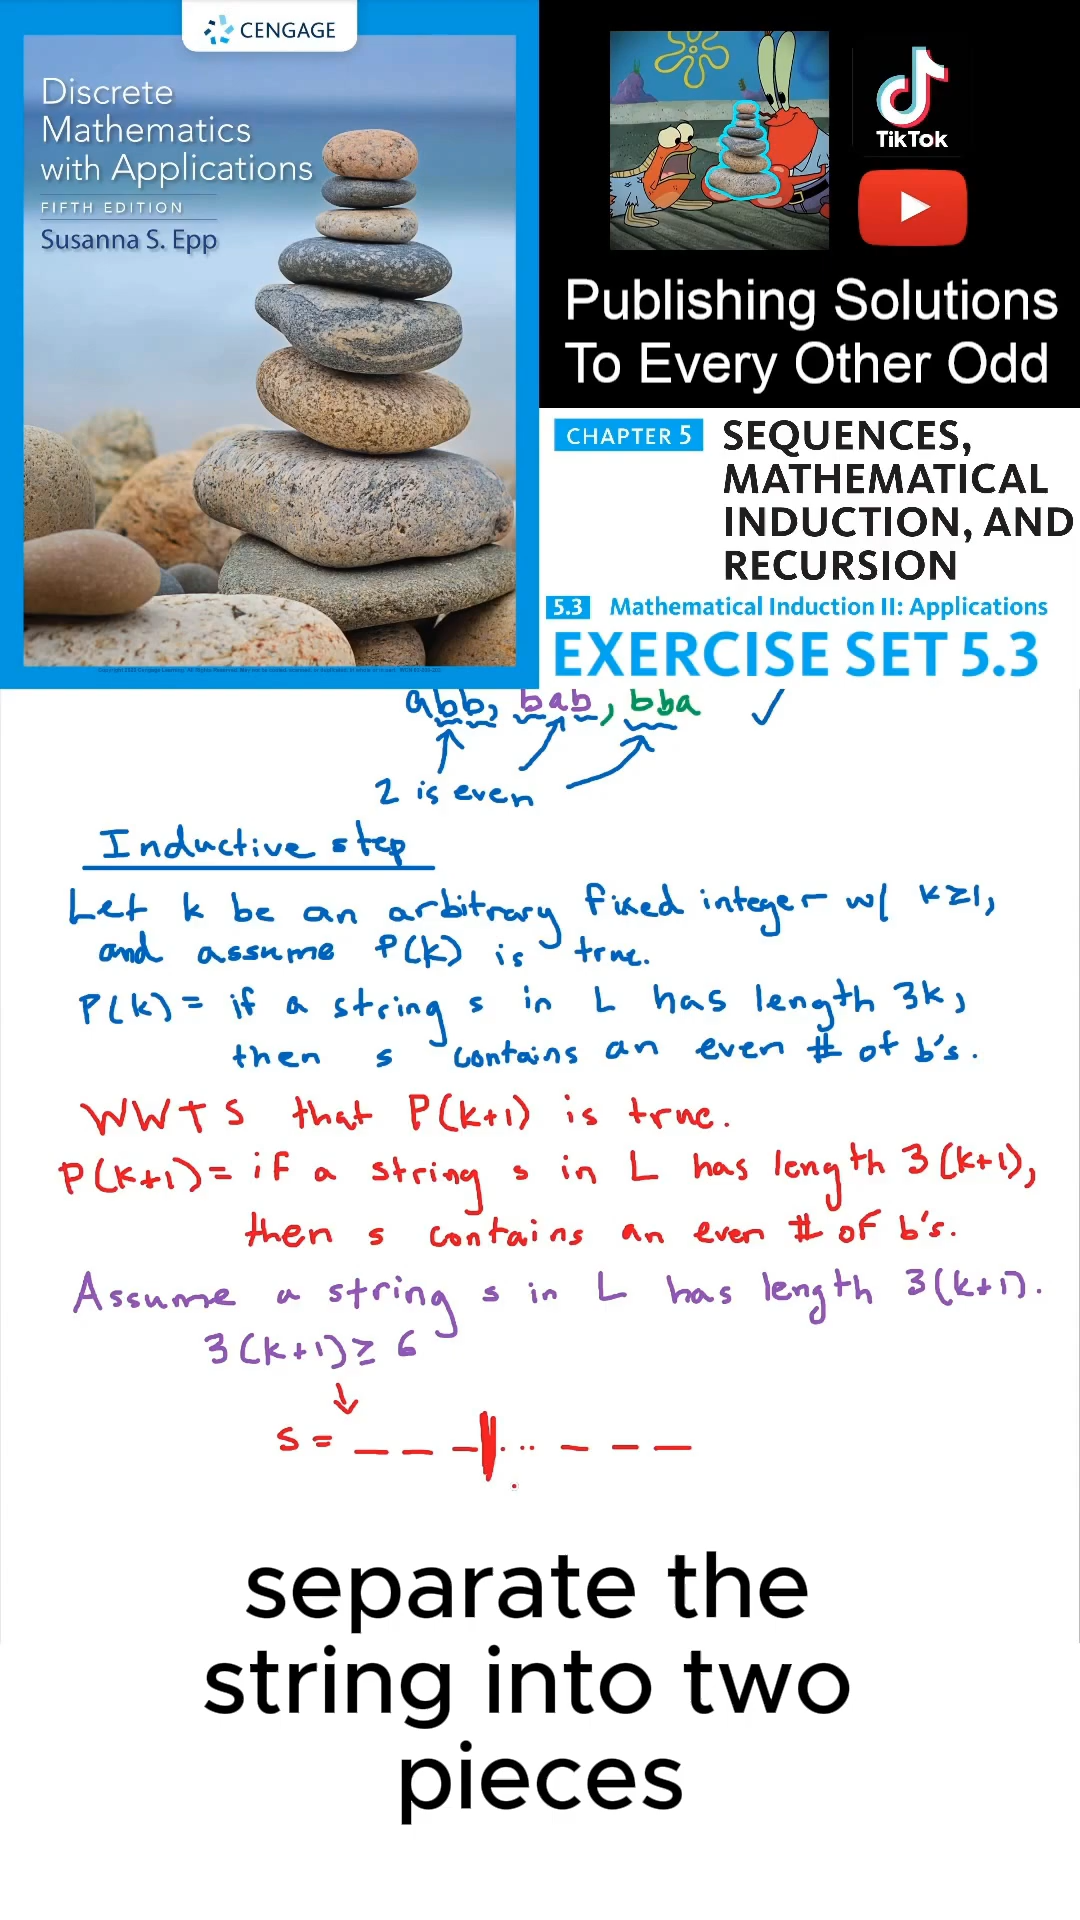 CENGAGE
Discrete
Mathematics
with Applications
FIFTH EDITION
Susanna S. Epp
TikTok
Publishing Solutions
To Every Other Odd
CHAPTER 5 SEQUENCES,
MATHEMATICAL
INDUCTION, AND
RECURSION
5.3 Mathematical Induction II: Applications
EXERCISE SET 5.3
abb, bab, bba ✓
2 is even
Inductive step
Let k be an arbitrary fixed integer w/ k≥1,
and assume P(k) is true.
P(k) = if a string s in L has length 3k,
then s contains an even # of b's.
WWTS that P(k+1) is true.
P(k+1) = if a string s in L has length 3(k+1),
then s contains an even # of b's.
Assume a string s in L has length 3(k+1).
3(k+1) ≥ 6
s = _ _ _ ... _ _ _
separate the
string into two
pieces